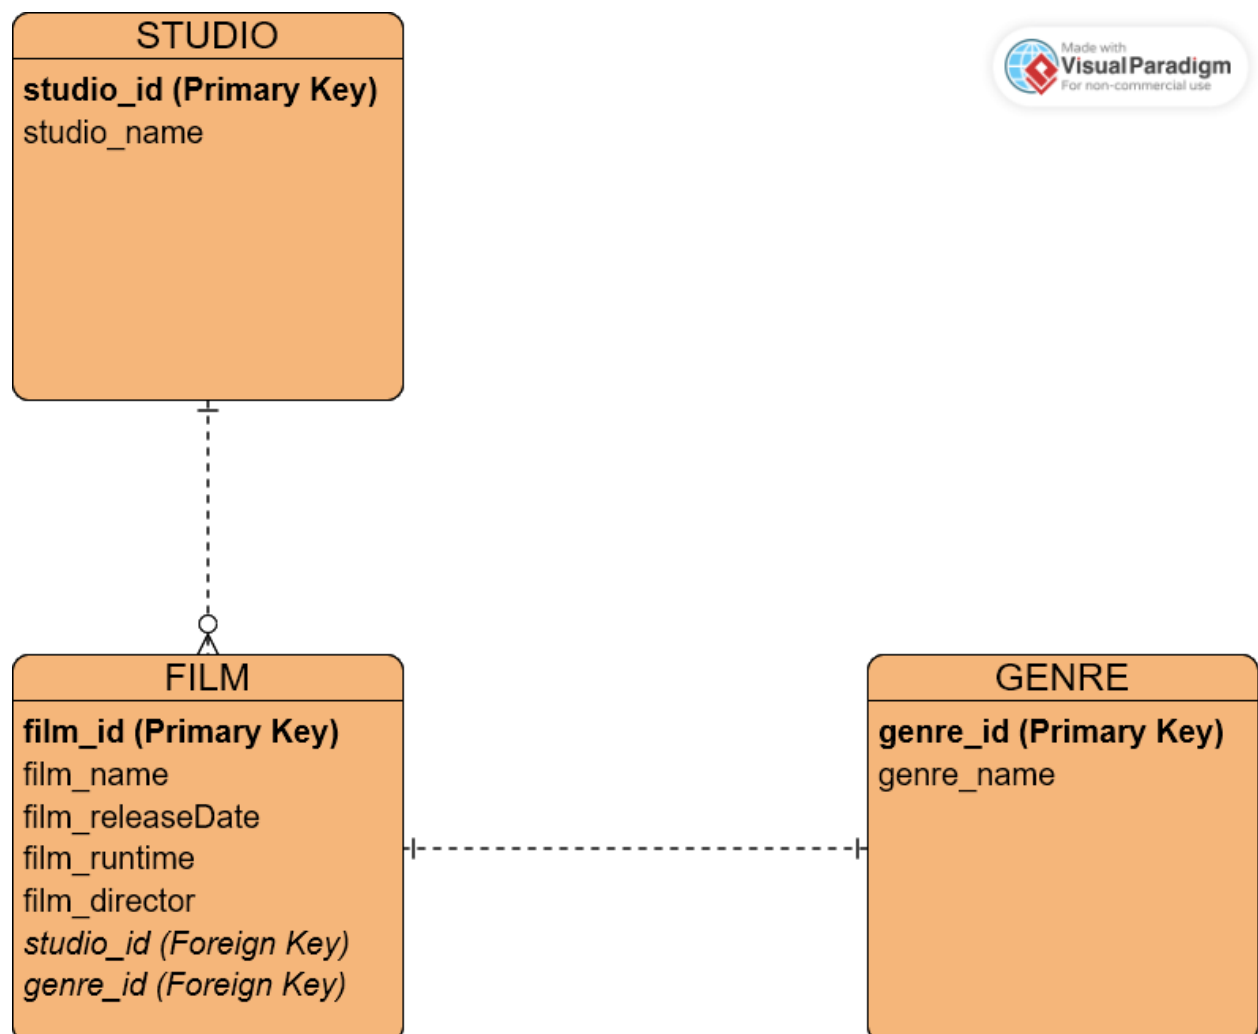 STUDIO
studio_id (Primary Key)
studio_name
Made with
Visual Paradigm
For non-commercial use
FILM
film_id (Primary Key)
film_name
film_releaseDate
film_runtime
film_director
studio_id (Foreign Key)
genre_id (Foreign Key)
GENRE
genre_id (Primary Key)
genre_name